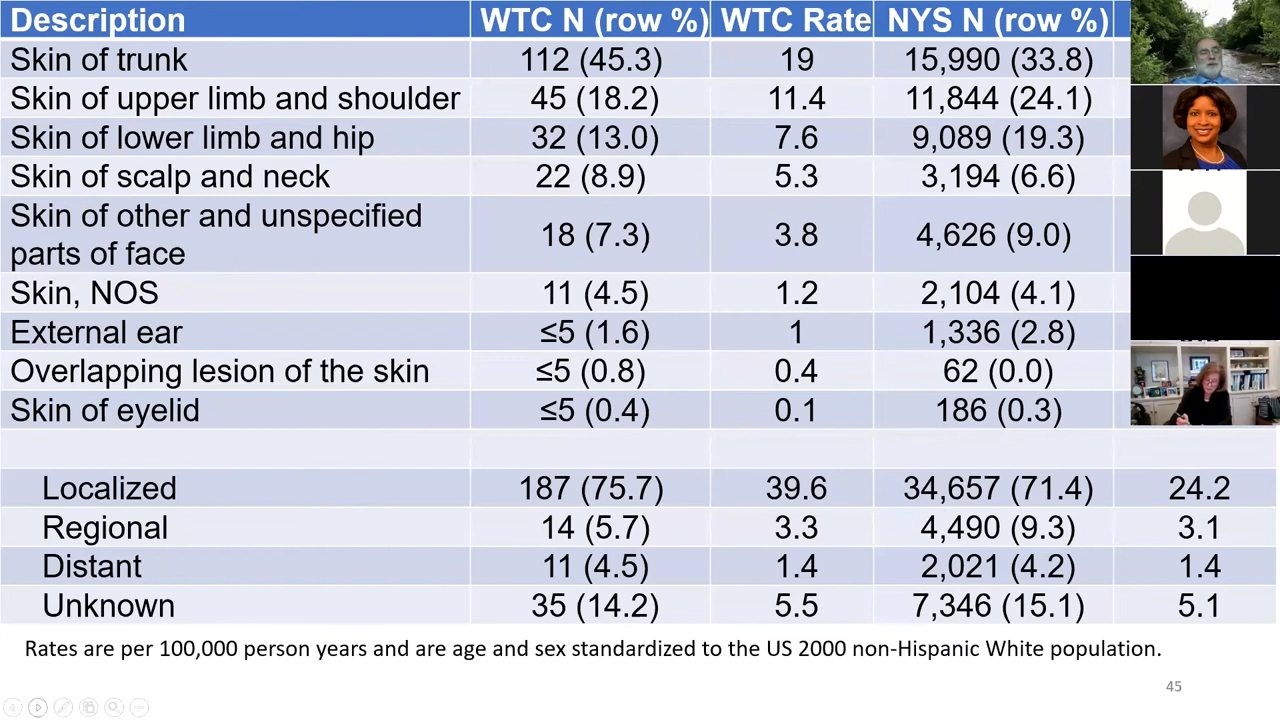 Description WTC N (row %) WTC Rate NYS N (row %)
Skin of trunk 112 (45.3) 19 15,990 (33.8)
Skin of upper limb and shoulder 45 (18.2) 11.4 11,844 (24.1)
Skin of lower limb and hip 32 (13.0) 7.6 9,089 (19.3)
Skin of scalp and neck 22 (8.9) 5.3 3,194 (6.6)
Skin of other and unspecified
parts of face 18 (7.3) 3.8 4,626 (9.0)
Skin, NOS 11 (4.5) 1.2 2,104 (4.1)
External ear ≤5 (1.6) 1 1,336 (2.8)
Overlapping lesion of the skin ≤5 (0.8) 0.4 62 (0.0)
Skin of eyelid ≤5 (0.4) 0.1 186 (0.3)
Localized 187 (75.7) 39.6 34,657 (71.4) 24.2
Regional 14 (5.7) 3.3 4,490 (9.3) 3.1
Distant 11 (4.5) 1.4 2,021 (4.2) 1.4
Unknown 35 (14.2) 5.5 7,346 (15.1) 5.1
Rates are per 100,000 person years and are age and sex standardized to the US 2000 non-Hispanic White population.
45